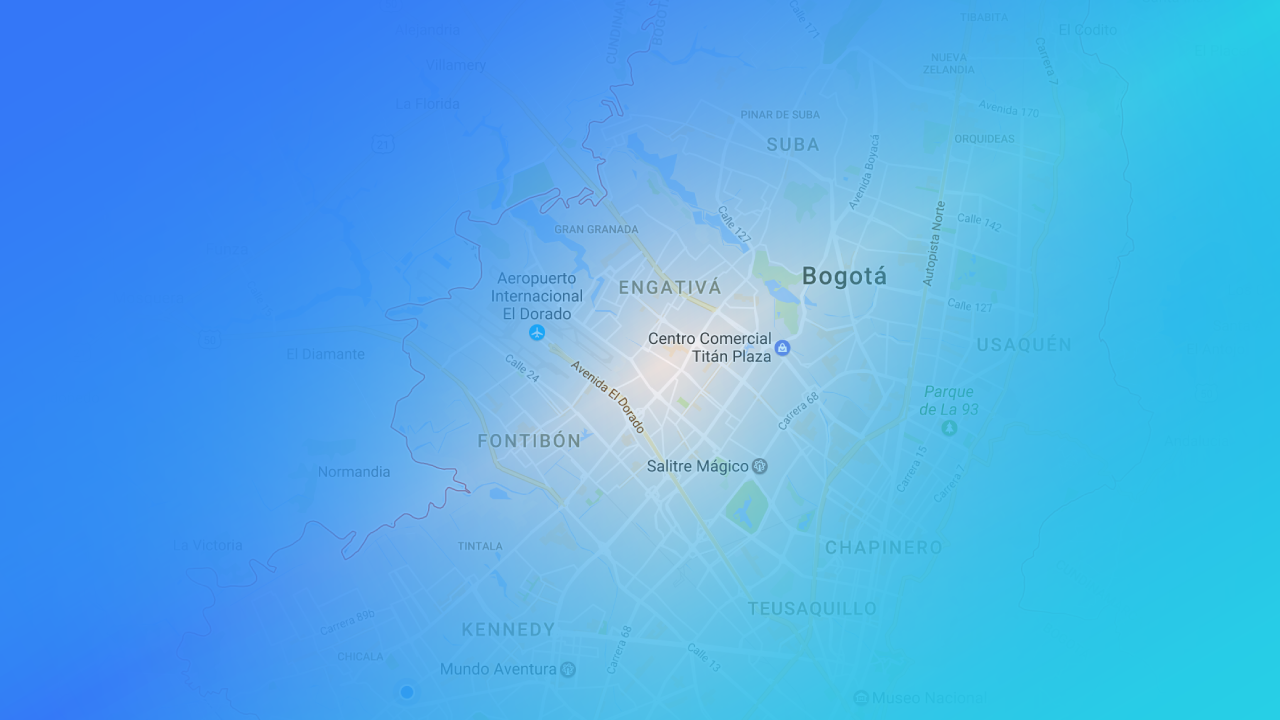 Alejandria
CUNDINAMARCA
BOGOTÁ
Calle 171
TIBABITA
El Codito
Villemery
NUEVA
ZELANDIA
Carrera 7
La Florida
Avenida 170
PINAR DE SUBA
23
SUBA
ORQUIDEAS
Avenida Boyacá
Calle 127
Autopista Norte
Calle 142
GRAN GRANADA
Aeropuerto
Internacional
El Dorado
ENGATIVÁ
Bogotá
Calle 127
Centro Comercial
Titán Plaza
USAQUÉN
El Diamante
Calle 24
Avenida El Dorado
Parque
de La 93
Carrera 68
FONTIBÓN
Normandia
Salitre Mágico
Carrera 15
Carrera 7
La Victoria
TINTALA
CHAPINERO
TEUSAQUILLO
Carrera 89b
KENNEDY
Carrera 68
Calle 13
CHICALA
Mundo Aventura
Museo Nacional